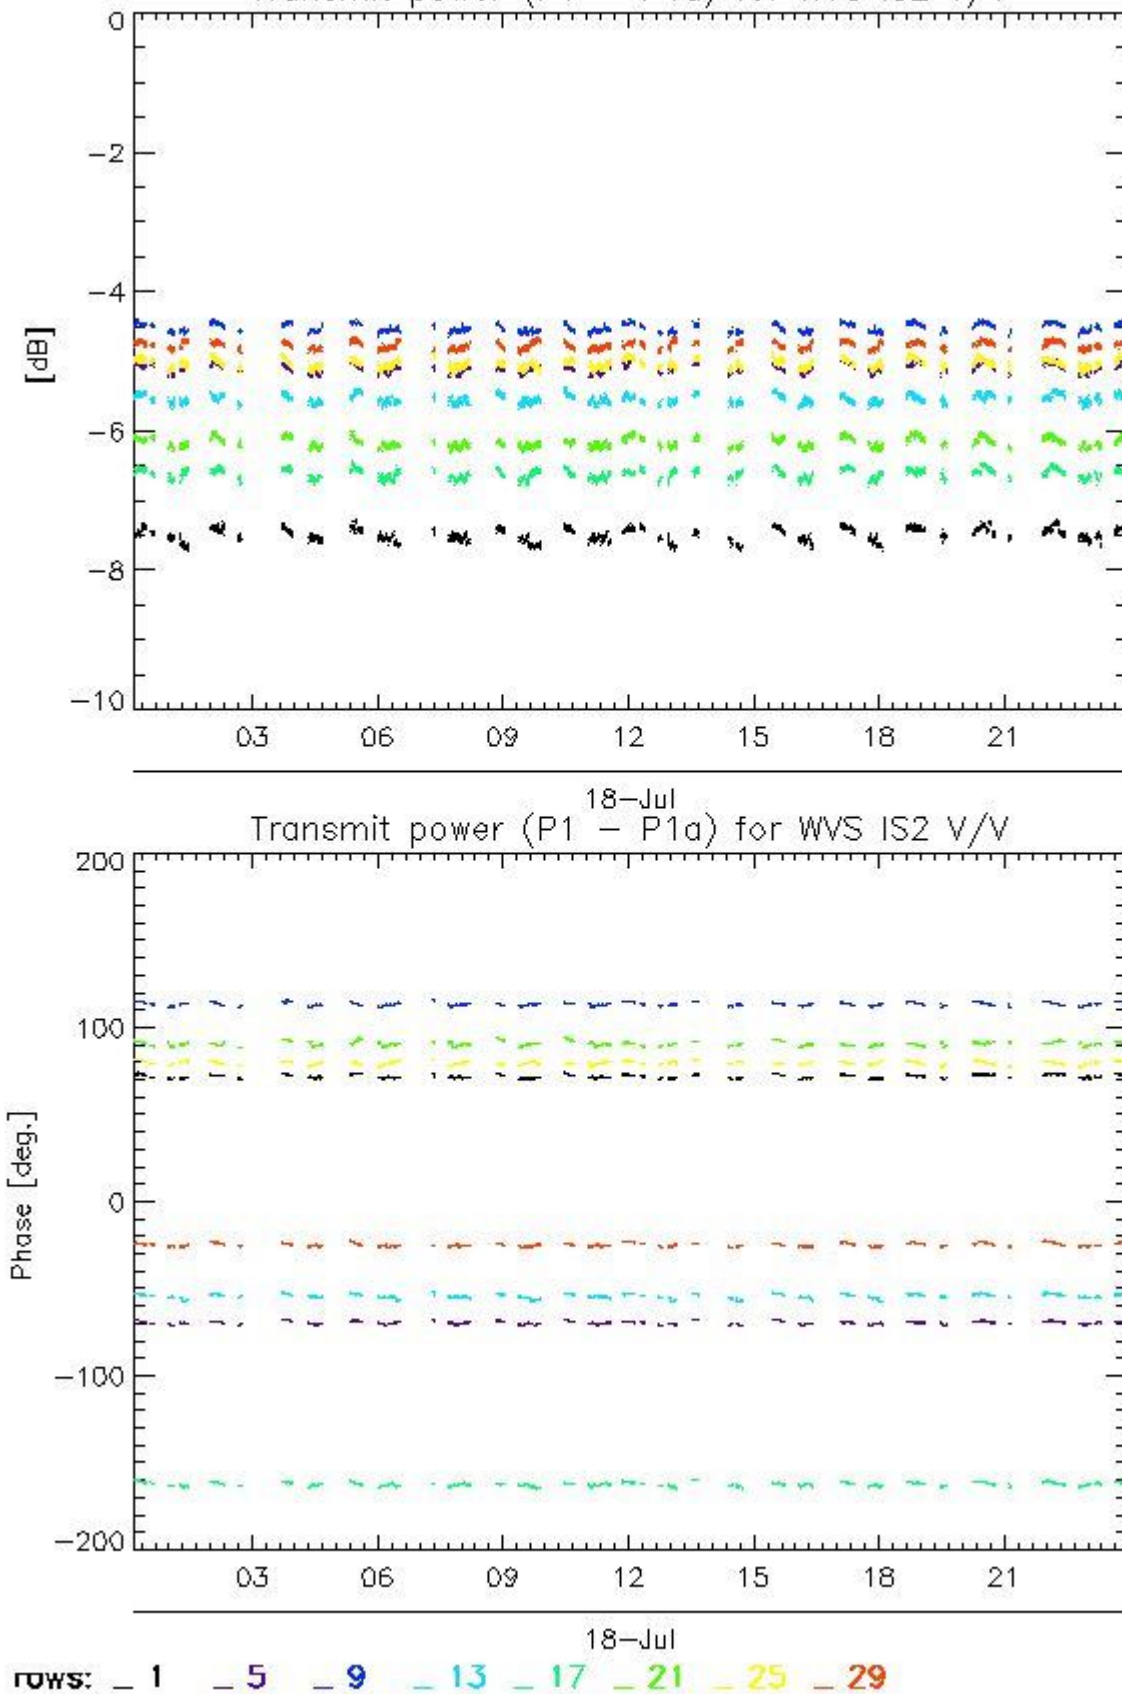 0
−2
−4
[dB]
−6
−8
−10
03 06 09 12 15 18 21
18−Jul
Transmit power (P1 − P1a) for WVS IS2 V/V
200
100
Phase [deg.]
0
−100
−200
03 06 09 12 15 18 21
18−Jul
rows: _ 1 _ 5 _ 9 _ 13 _ 17 _ 21 _ 25 _ 29